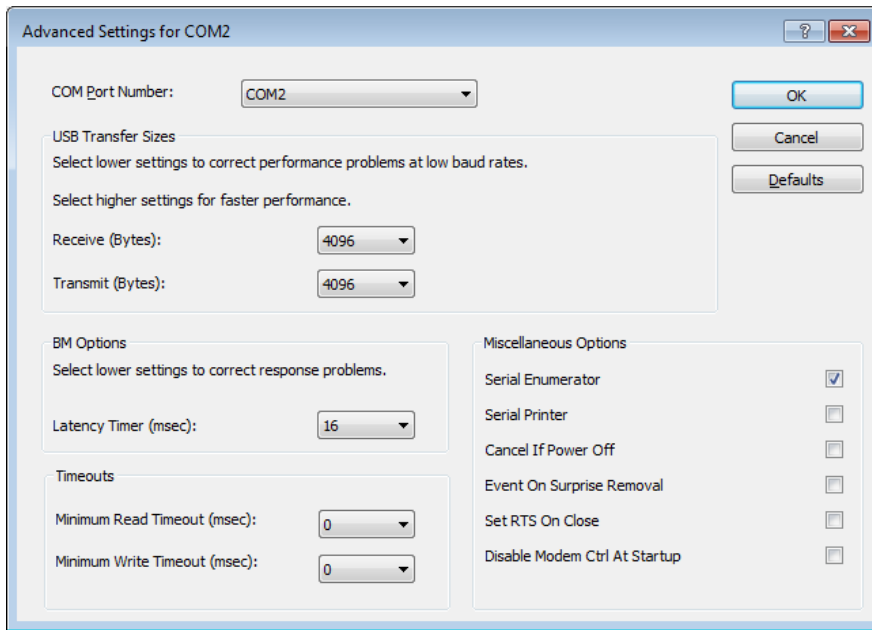 Advanced Settings for COM2
COM Port Number:
COM2
OK
USB Transfer Sizes
Cancel
Select lower settings to correct performance problems at low baud rates.
Defaults
Select higher settings for faster performance.
Receive (Bytes):
4096
Transmit (Bytes):
4096
BM Options
Select lower settings to correct response problems.
Latency Timer (msec):
16
Timeouts
Minimum Read Timeout (msec):
0
Minimum Write Timeout (msec):
0
Miscellaneous Options
Serial Enumerator
Serial Printer
Cancel If Power Off
Event On Surprise Removal
Set RTS On Close
Disable Modem Ctrl At Startup